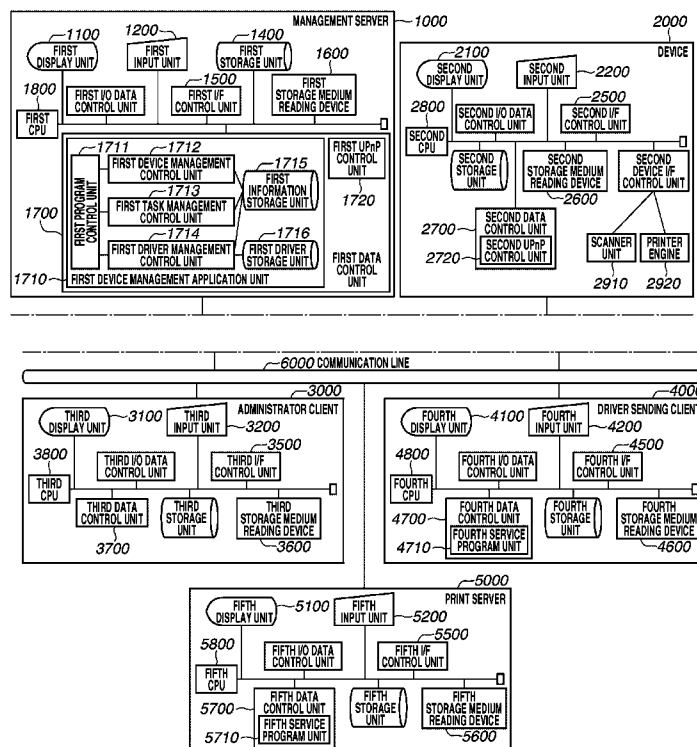 MANAGEMENT SERVER
1000
1100
FIRST
DISPLAY UNIT
1200
FIRST
INPUT UNIT
1400
FIRST
STORAGE UNIT
1600
FIRST
STORAGE MEDIUM
READING DEVICE
1500
1800
FIRST
CPU
FIRST I/O DATA
CONTROL UNIT
FIRST I/F
CONTROL UNIT
1700
1710
1711
FIRST PROGRAM
CONTROL UNIT
1712
FIRST DEVICE MANAGEMENT
CONTROL UNIT
1713
FIRST TASK MANAGEMENT
CONTROL UNIT
1714
FIRST DRIVER MANAGEMENT
CONTROL UNIT
1715
FIRST
INFORMATION
STORAGE UNIT
1716
FIRST DRIVER
STORAGE UNIT
FIRST DEVICE MANAGEMENT APPLICATION UNIT
FIRST UPnP
CONTROL
UNIT
1720
FIRST DATA
CONTROL
UNIT
2000
DEVICE
2100
SECOND
DISPLAY UNIT
SECOND
INPUT UNIT
2200
2800
SECOND
CPU
SECOND I/O DATA
CONTROL UNIT
2500
SECOND I/F
CONTROL UNIT
SECOND
STORAGE
UNIT
SECOND
STORAGE MEDIUM
READING DEVICE
2600
SECOND
DEVICE I/F
CONTROL UNIT
2700
SECOND DATA
CONTROL UNIT
2720
SECOND UPnP
CONTROL UNIT
SCANNER
UNIT
2910
PRINTER
ENGINE
2920
6000 COMMUNICATION LINE
3000
ADMINISTRATOR CLIENT
THIRD
DISPLAY UNIT
3100
THIRD
INPUT UNIT
3200
3800
THIRD
CPU
THIRD I/O DATA
CONTROL UNIT
3500
THIRD I/F
CONTROL UNIT
THIRD DATA
CONTROL UNIT
3700
THIRD
STORAGE
UNIT
THIRD
STORAGE MEDIUM
READING DEVICE
3600
4000
DRIVER SENDING CLIENT
FOURTH
DISPLAY UNIT
4100
FOURTH
INPUT UNIT
4200
4800
FOURTH
CPU
FOURTH I/O DATA
CONTROL UNIT
4500
FOURTH I/F
CONTROL UNIT
4700
FOURTH DATA
CONTROL UNIT
4710
FOURTH SERVICE
PROGRAM UNIT
FOURTH
STORAGE
UNIT
FOURTH
STORAGE MEDIUM
READING DEVICE
4600
5000
PRINT SERVER
FIFTH
DISPLAY UNIT
5100
FIFTH
INPUT UNIT
5200
5800
FIFTH
CPU
FIFTH I/O DATA
CONTROL UNIT
5500
FIFTH I/F
CONTROL UNIT
5700
FIFTH DATA
CONTROL UNIT
5710
FIFTH SERVICE
PROGRAM UNIT
FIFTH
STORAGE
UNIT
FIFTH
STORAGE MEDIUM
READING DEVICE
5600